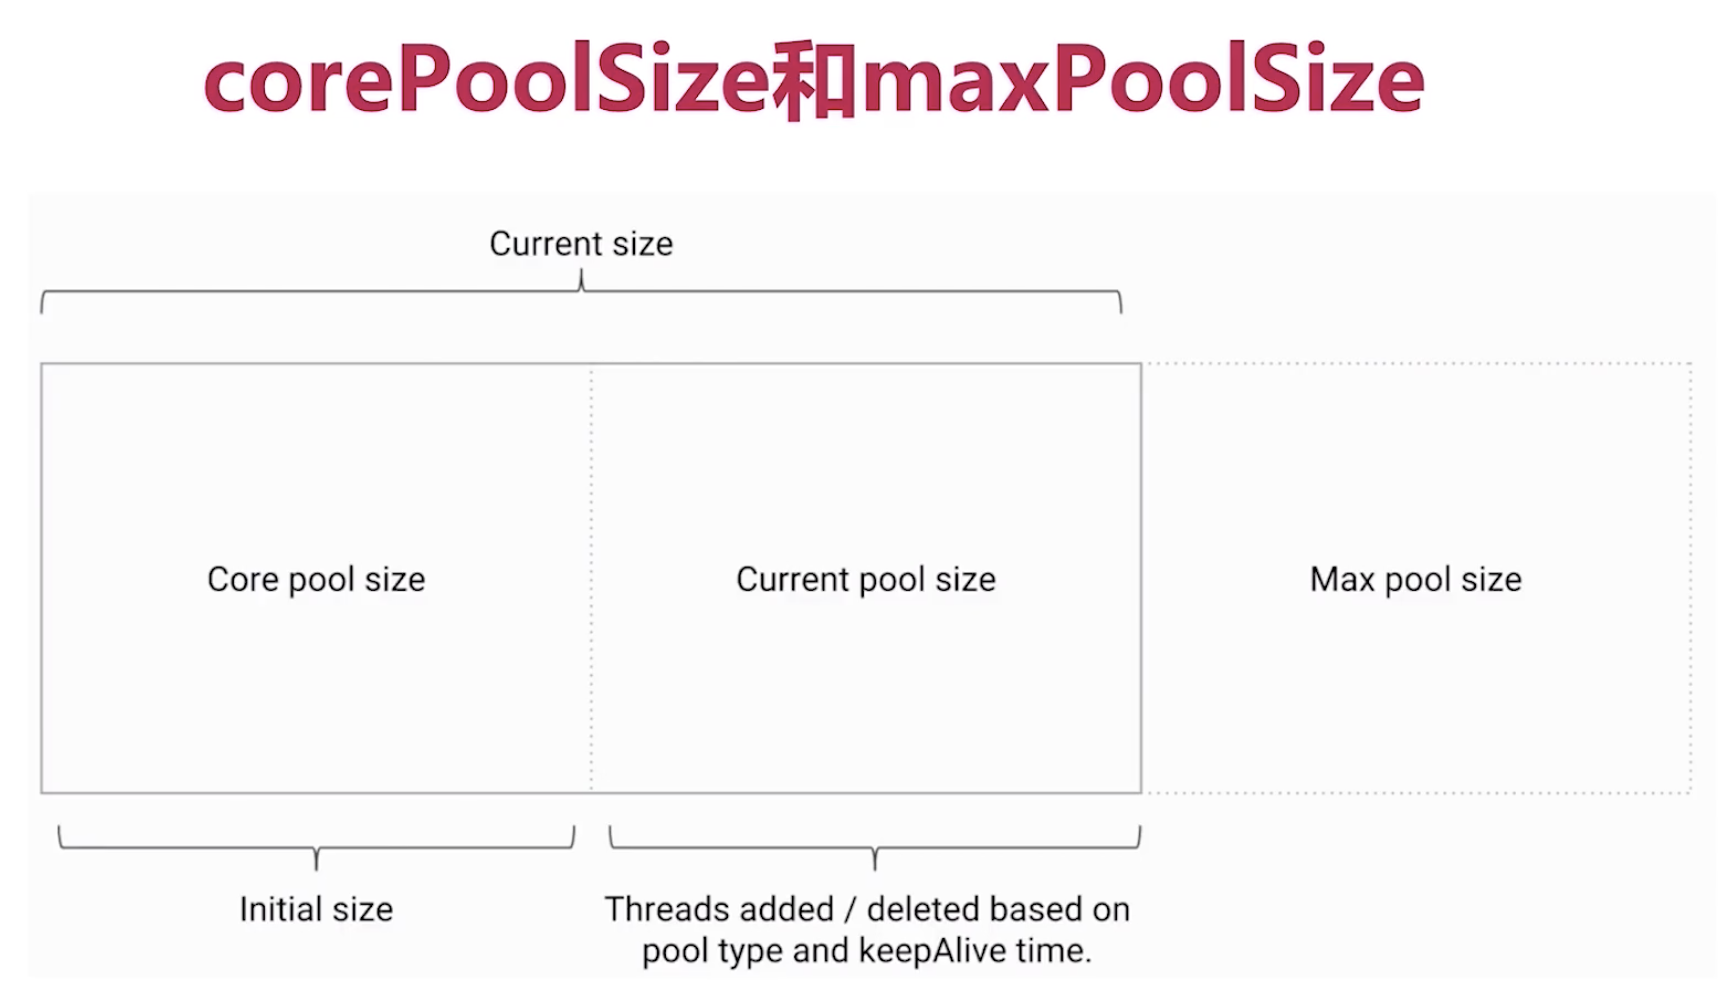 corePoolSize和maxPoolSize
Current size
Core pool size
Current pool size
Max pool size
Initial size
Threads added / deleted based on
pool type and keepAlive time.